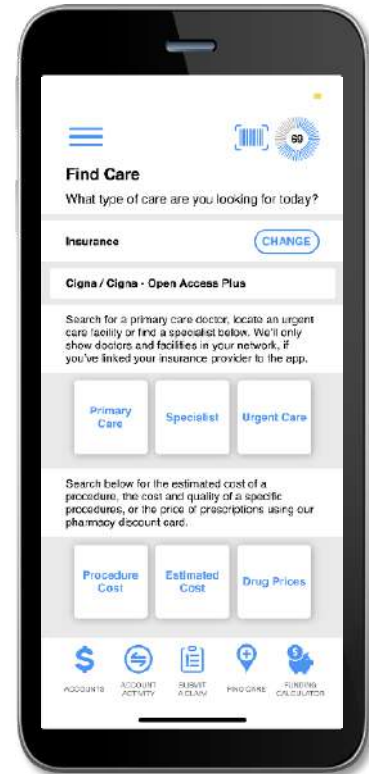 69
Find Care
What type of care are you looking for today?
Insurance
CHANGE
Cigna / Cigna - Open Access Plus
Search for a primary care doctor, locate an urgent
care facility or find a specialist below. We'll only
show doctors and facilities in your network, if
you've linked your insurance provider to the app.
Primary
Care
Specialist
Urgent Care
Search below for the estimated cost of a
procedure, the cost and quality of a specific
procedures, or the price of prescriptions using our
pharmacy discount card.
Procedure
Cost
Estimated
Cost
Drug Prices
ACCOUNTS
ACCOUNT
ACTIVITY
SUBMIT
A CLAIM
FIND CARE
FUNDING
CALCULATOR